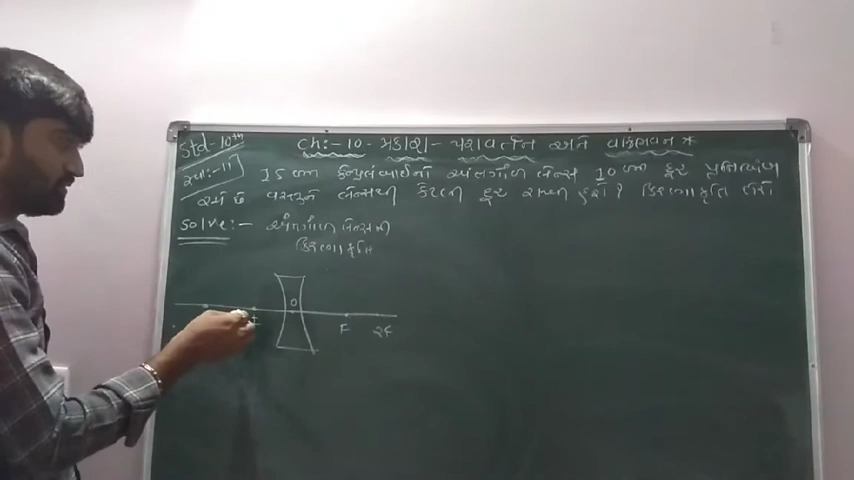 Std-10th Ch:-10-પ્રકાશ-પરાવર્તન અને વક્રીભવન *
સ્વા:-11 15 cm કેન્દ્રલંબાઈનો અંતર્ગોળ લેન્સ 10 cm દૂર પ્રતિબિંબ
રચે છે વસ્તુને લેન્સથી કેટલી દૂર રાખી હશે? કિરણાકૃતિ દોરો
Solve:- અંતર્ગોળ લેન્સની
કિરણાકૃતિ
O
F 2F